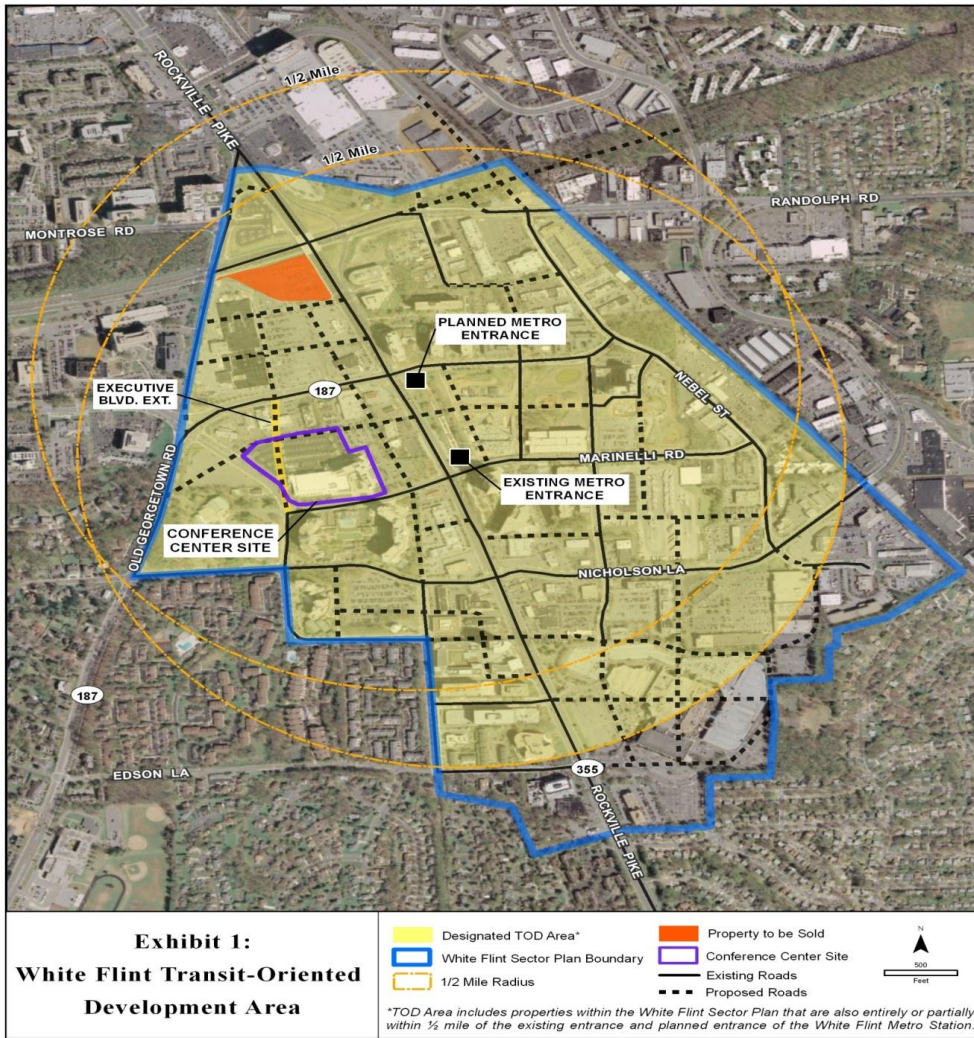 ROCKVILLE PIKE
1/2 Mile
1/2 Mile
RANDOLPH RD
MONTROSE RD
PLANNED METRO
ENTRANCE
EXECUTIVE
BLVD. EXT.
187
NEBEL ST
MARINELLI RD
EXISTING METRO
ENTRANCE
OLD GEORGETOWN RD
CONFERENCE
CENTER SITE
NICHOLSON LA
187
EDSON LA
355
ROCKVILLE PIKE
Exhibit 1:
White Flint Transit-Oriented
Development Area
Designated TOD Area*
White Flint Sector Plan Boundary
1/2 Mile Radius
Property to be Sold
Conference Center Site
Existing Roads
Proposed Roads
N
500
Feet
*TOD Area includes properties within the White Flint Sector Plan that are also entirely or partially
within ½ mile of the existing entrance and planned entrance of the White Flint Metro Station.